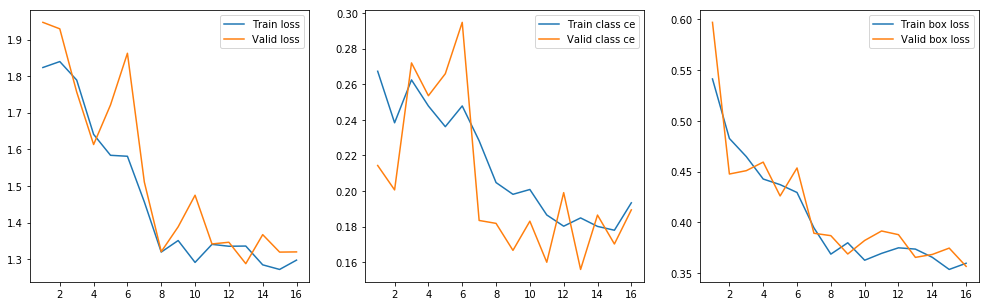 Train loss
Valid loss
1.9
1.8
1.7
1.6
1.5
1.4
1.3
2 4 6 8 10 12 14 16
Train class ce
Valid class ce
0.30
0.28
0.26
0.24
0.22
0.20
0.18
0.16
2 4 6 8 10 12 14 16
Train box loss
Valid box loss
0.60
0.55
0.50
0.45
0.40
0.35
2 4 6 8 10 12 14 16